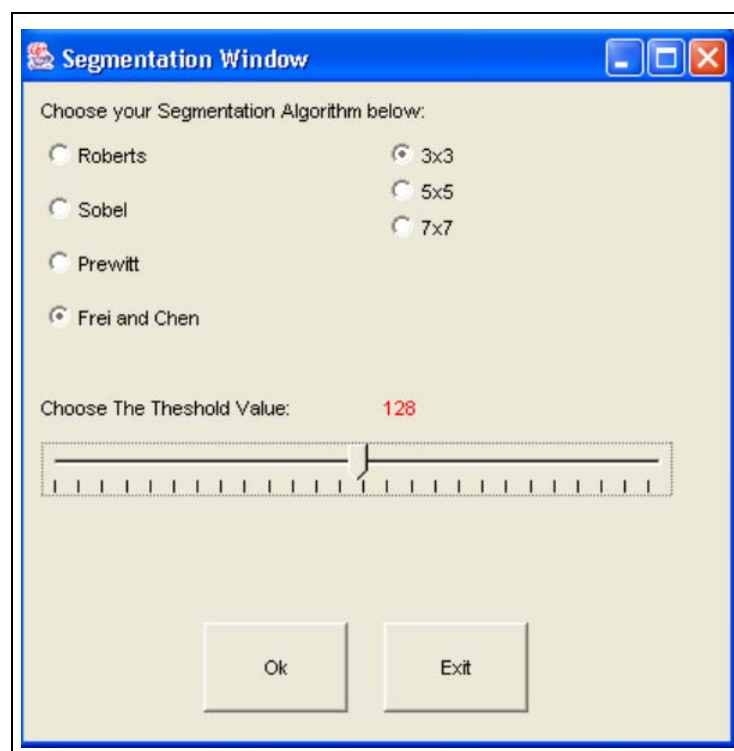 Segmentation Window
Choose your Segmentation Algorithm below:
Roberts
Sobel
Prewitt
Frei and Chen
3x3
5x5
7x7
Choose The Theshold Value: 128
Ok
Exit